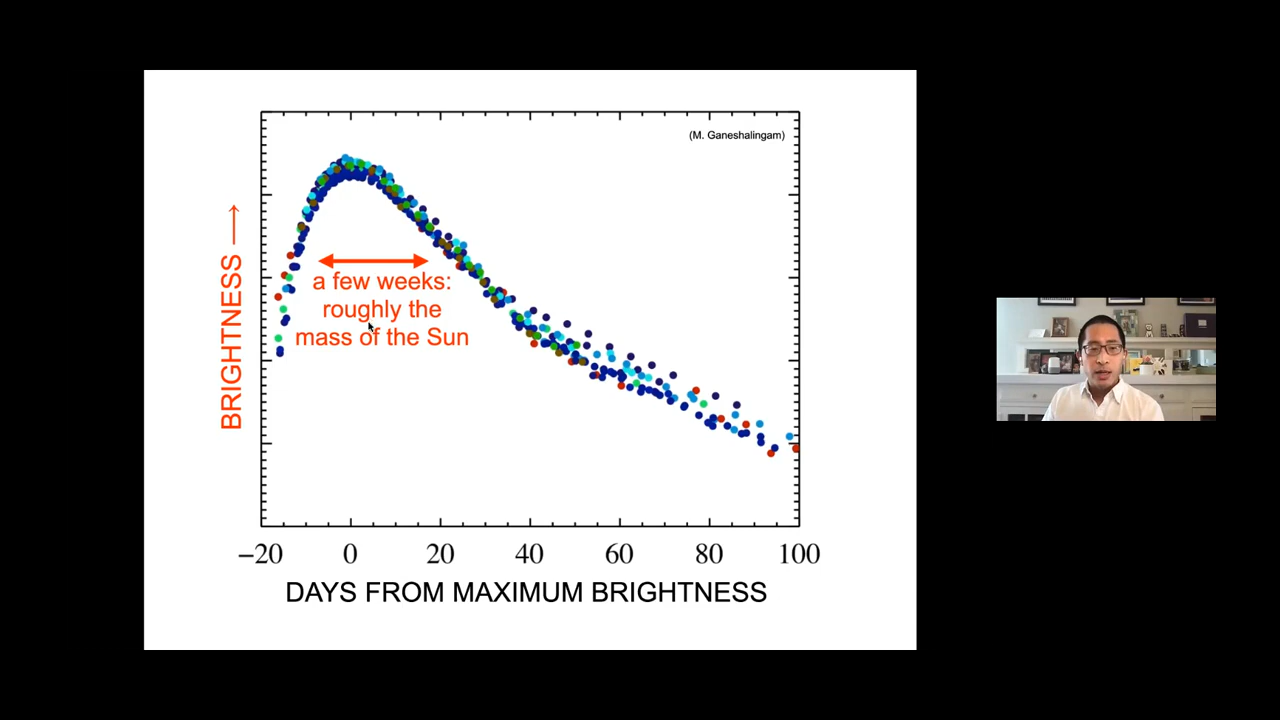 (M. Ganeshalingam)
BRIGHTNESS →
a few weeks:
roughly the
mass of the Sun
−20 0 20 40 60 80 100
DAYS FROM MAXIMUM BRIGHTNESS